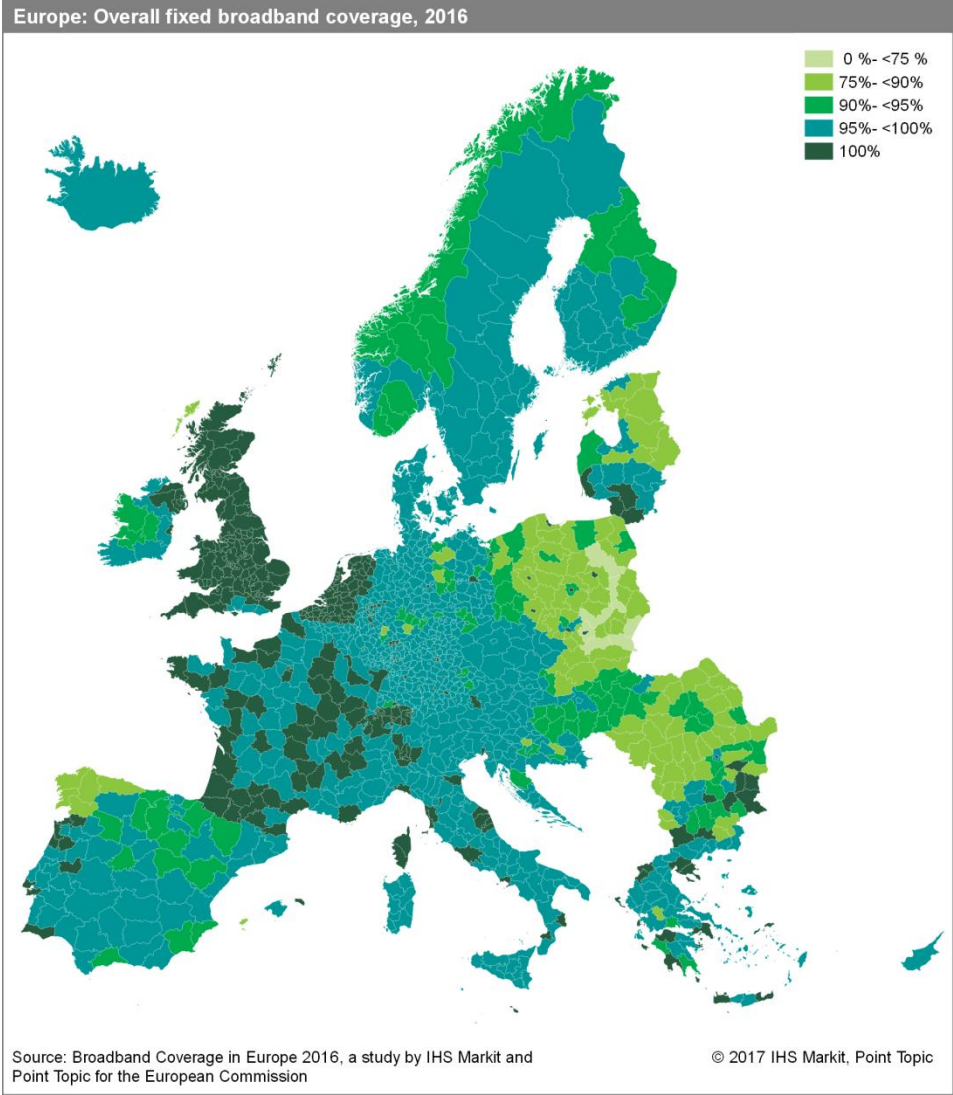 Europe: Overall fixed broadband coverage, 2016
0 %- <75 %
75%- <90%
90%- <95%
95%- <100%
100%
Source: Broadband Coverage in Europe 2016, a study by IHS Markit and
Point Topic for the European Commission
© 2017 IHS Markit, Point Topic